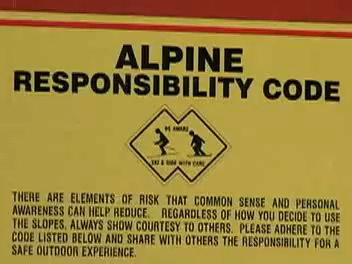 ALPINE
RESPONSIBILITY CODE
BE AWARE
SKI & RIDE WITH CARE
THERE ARE ELEMENTS OF RISK THAT COMMON SENSE AND PERSONAL
AWARENESS CAN HELP REDUCE. REGARDLESS OF HOW YOU DECIDE TO USE
THE SLOPES, ALWAYS SHOW COURTESY TO OTHERS. PLEASE ADHERE TO THE
CODE LISTED BELOW AND SHARE WITH OTHERS THE RESPONSIBILITY FOR A
SAFE OUTDOOR EXPERIENCE.